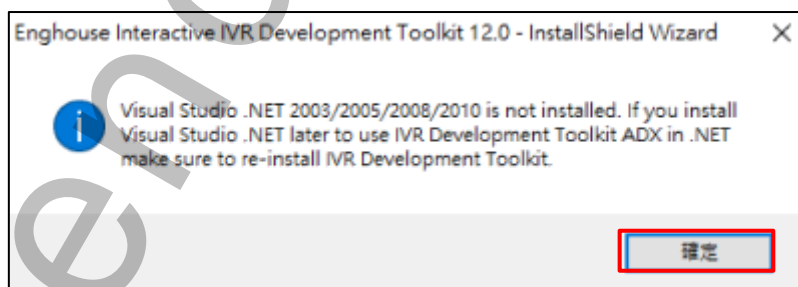 Enghouse Interactive IVR Development Toolkit 12.0 - InstallShield Wizard
Visual Studio .NET 2003/2005/2008/2010 is not installed. If you install
Visual Studio .NET later to use IVR Development Toolkit ADX in .NET
make sure to re-install IVR Development Toolkit.
確定